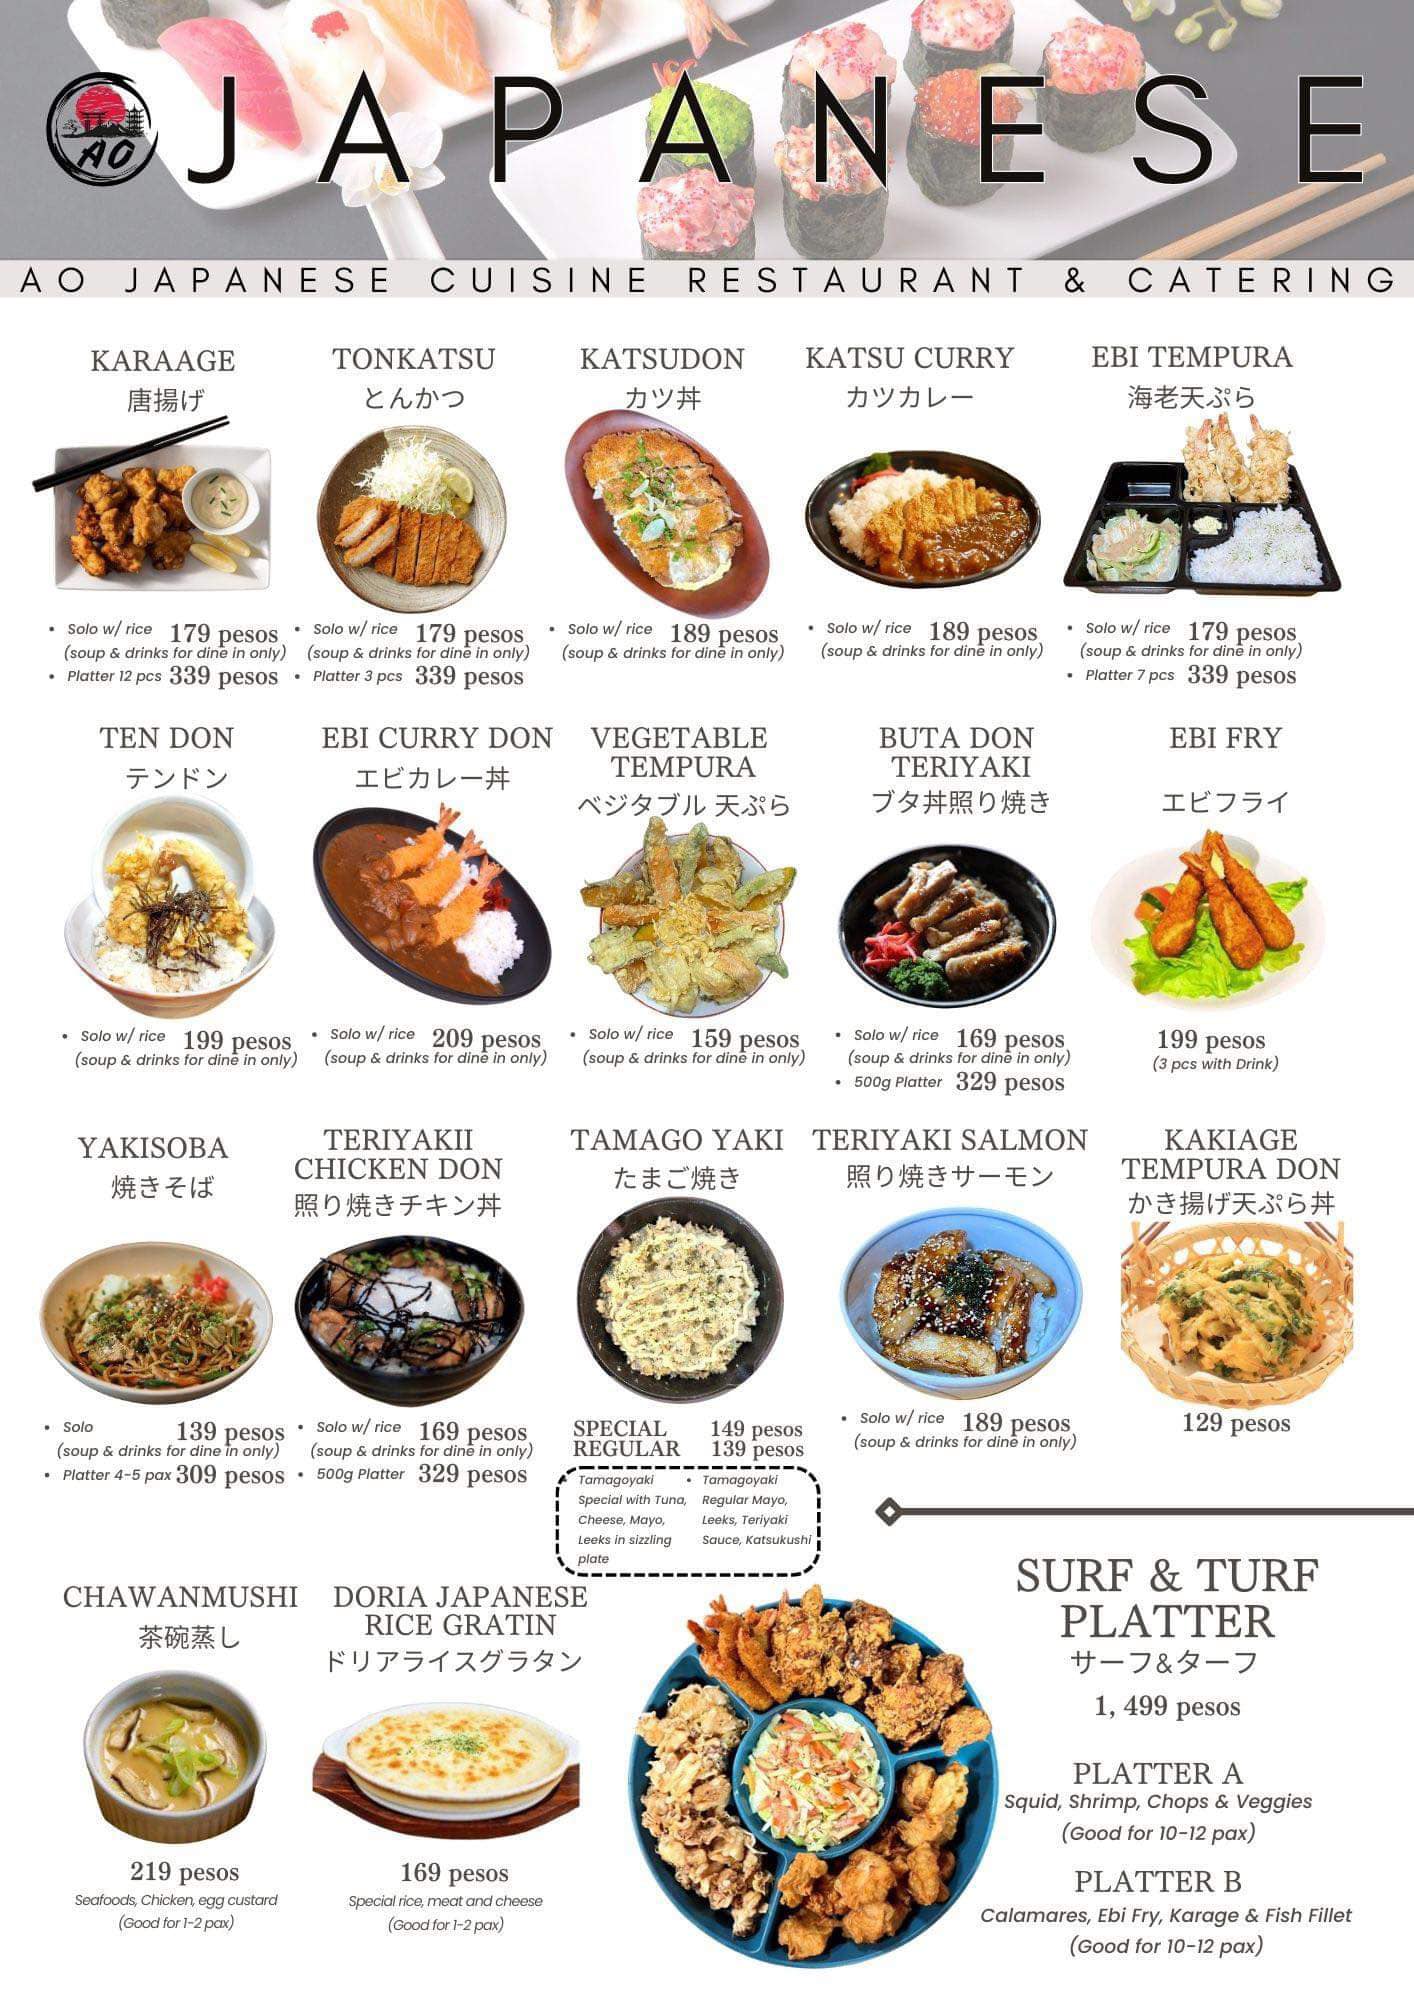 AO
JAPANESE
AO JAPANESE CUISINE RESTAURANT & CATERING
KARAAGE
唐揚げ
• Solo w/ rice 179 pesos
(soup & drinks for dine in only)
• Platter 12 pcs 339 pesos
TONKATSU
とんかつ
• Solo w/ rice 179 pesos
(soup & drinks for dine in only)
• Platter 3 pcs 339 pesos
KATSUDON
カツ丼
• Solo w/ rice 189 pesos
(soup & drinks for dine in only)
KATSU CURRY
カツカレー
• Solo w/ rice 189 pesos
(soup & drinks for dine in only)
EBI TEMPURA
海老天ぷら
• Solo w/ rice 179 pesos
(soup & drinks for dine in only)
• Platter 7 pcs 339 pesos
TEN DON
テンドン
• Solo w/ rice 199 pesos
(soup & drinks for dine in only)
EBI CURRY DON
エビカレー丼
• Solo w/ rice 209 pesos
(soup & drinks for dine in only)
VEGETABLE
TEMPURA
ベジタブル 天ぷら
• Solo w/ rice 159 pesos
(soup & drinks for dine in only)
BUTA DON
TERIYAKI
ブタ丼照り焼き
• Solo w/ rice 169 pesos
(soup & drinks for dine in only)
• 500g Platter 329 pesos
EBI FRY
エビフライ
199 pesos
(3 pcs with Drink)
YAKISOBA
焼きそば
• Solo 139 pesos
(soup & drinks for dine in only)
• Platter 4-5 pax 309 pesos
TERIYAKII
CHICKEN DON
照り焼きチキン丼
• Solo w/ rice 169 pesos
(soup & drinks for dine in only)
• 500g Platter 329 pesos
TAMAGO YAKI
たまご焼き
SPECIAL 149 pesos
REGULAR 139 pesos
• Tamagoyaki
Special with Tuna,
Cheese, Mayo,
Leeks in sizzling
plate
• Tamagoyaki
Regular Mayo,
Leeks, Teriyaki
Sauce, Katsukushi
TERIYAKI SALMON
照り焼きサーモン
• Solo w/ rice 189 pesos
(soup & drinks for dine in only)
KAKIAGE
TEMPURA DON
かき揚げ天ぷら丼
129 pesos
CHAWANMUSHI
茶碗蒸し
219 pesos
Seafoods, Chicken, egg custard
(Good for 1-2 pax)
DORIA JAPANESE
RICE GRATIN
ドリアライスグラタン
169 pesos
Special rice, meat and cheese
(Good for 1-2 pax)
SURF & TURF
PLATTER
サーフ&ターフ
1, 499 pesos
PLATTER A
Squid, Shrimp, Chops & Veggies
(Good for 10-12 pax)
PLATTER B
Calamares, Ebi Fry, Karage & Fish Fillet
(Good for 10-12 pax)